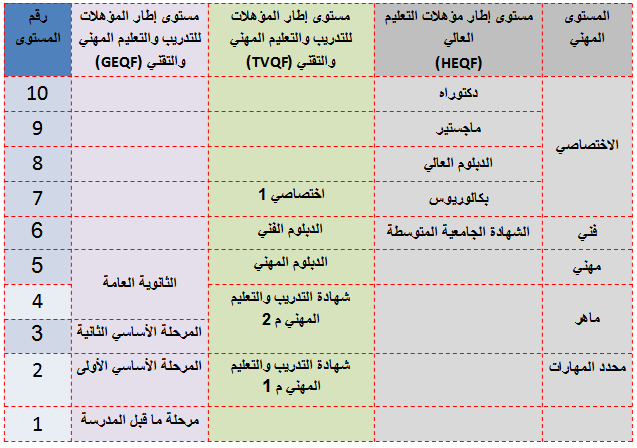 رقم
المستوى
مستوى إطار المؤهلات
للتدريب والتعليم المهني
والتقني (GEQF)
مستوى إطار المؤهلات
للتدريب والتعليم المهني
والتقني (TVQF)
مستوى إطار مؤهلات التعليم
العالي
(HEQF)
المستوى
المهني
10
دكتوراه
الاختصاصي
9
ماجستير
8
الدبلوم العالي
7
اختصاصي 1
بكالوريوس
6
الدبلوم الفني
الشهادة الجامعية المتوسطة
فني
5
الثانوية العامة
الدبلوم المهني
مهني
4
شهادة التدريب والتعليم
المهني م 2
ماهر
3
المرحلة الأساسي الثانية
2
المرحلة الأساسي الأولى
شهادة التدريب والتعليم
المهني م 1
محدد المهارات
1
مرحلة ما قبل المدرسة